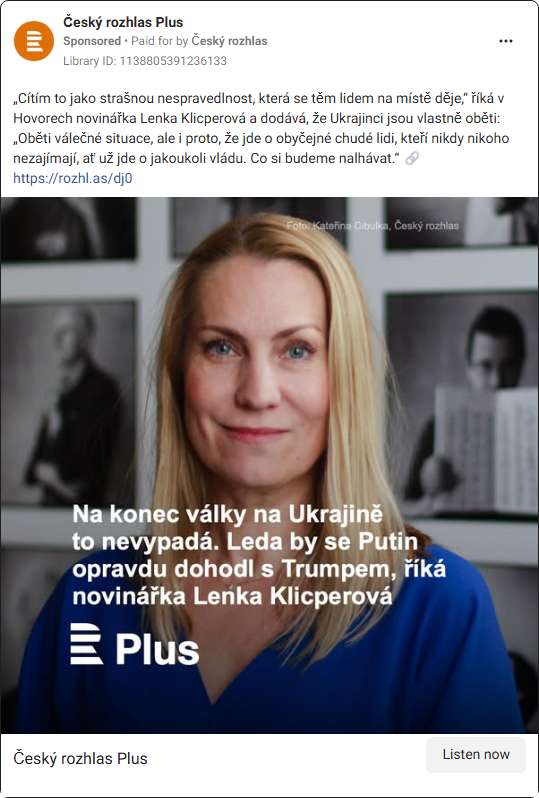 Český rozhlas Plus
Sponsored • Paid for by Český rozhlas
Library ID: 1138805391236133
„Cítím to jako strašnou nespravedlnost, která se těm lidem na místě děje,“ říká v
Hovorech novinářka Lenka Klicperová a dodává, že Ukrajinci jsou vlastně oběti:
„Oběti válečné situace, ale i proto, že jde o obyčejné chudé lidi, kteří nikdy nikoho
nezajímají, ať už jde o jakoukoli vládu. Co si budeme nalhávat.“ 🔗
https://rozhl.as/dj0
Foto: Kateřina Cibulka, Český rozhlas
Na konec války na Ukrajině
to nevypadá. Leda by se Putin
opravdu dohodl s Trumpem, říká
novinářka Lenka Klicperová
Plus
Český rozhlas Plus
Listen now